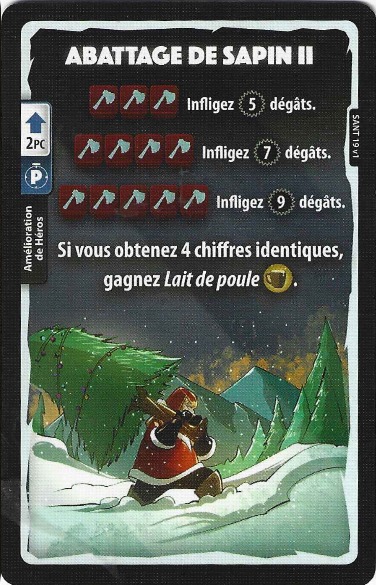 ABATTAGE DE SAPIN II
Infligez 5 dégâts.
Infligez 7 dégâts.
Infligez 9 dégâts.
Si vous obtenez 4 chiffres identiques,
gagnez Lait de poule .
2PC
P
Amélioration
de Héros
SANT 19 v1